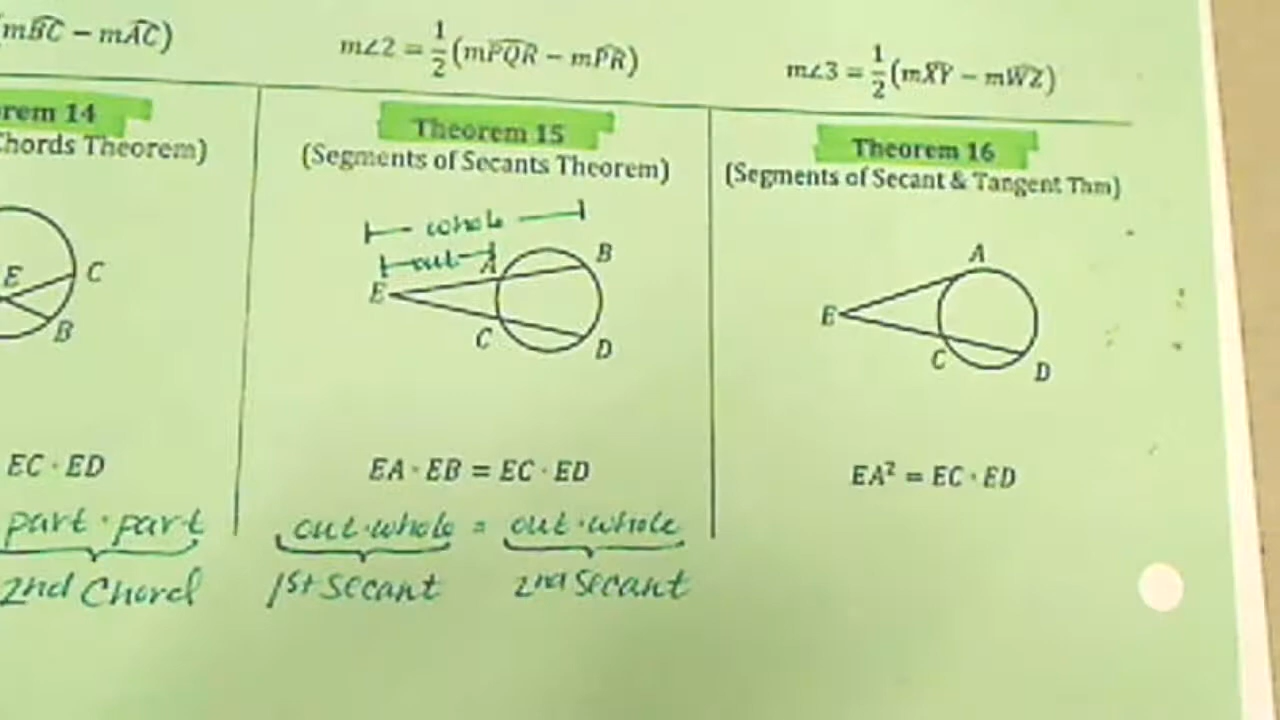 (mBC − mAC)
m∠2 = 1/2 (mPQR − mPR)
m∠3 = 1/2 (mXY − mWZ)
rem 14
Chords Theorem)
E
C
B
EC · ED
part · part
2nd Chord
Theorem 15
(Segments of Secants Theorem)
whole
out
A
B
E
C
D
EA · EB = EC · ED
out · whole = out · whole
1st Secant 2nd Secant
Theorem 16
(Segments of Secant & Tangent Thm)
A
E
C
D
EA² = EC · ED